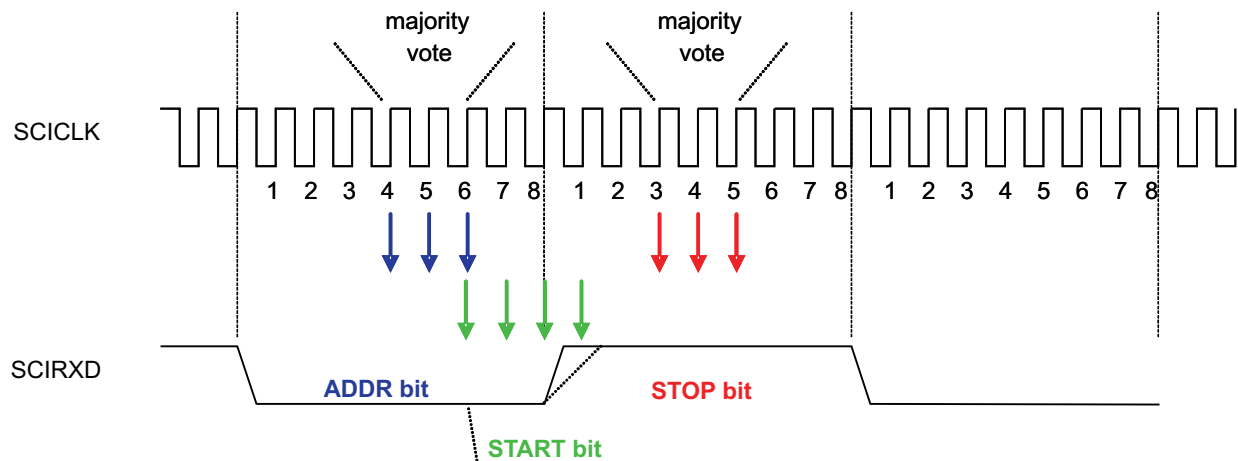 majority
vote
majority
vote
SCICLK
1 2 3 4 5 6 7 8 1 2 3 4 5 6 7 8 1 2 3 4 5 6 7 8
SCIRXD
ADDR bit
STOP bit
START bit